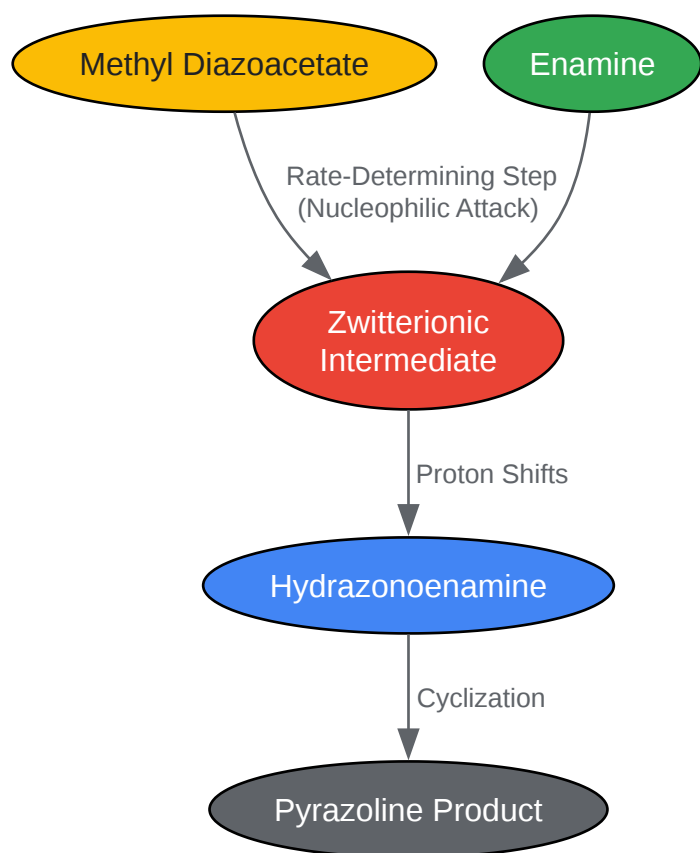 Methyl Diazoacetate
Enamine
Rate-Determining Step
(Nucleophilic Attack)
Zwitterionic
Intermediate
Proton Shifts
Hydrazonoenamine
Cyclization
Pyrazoline Product